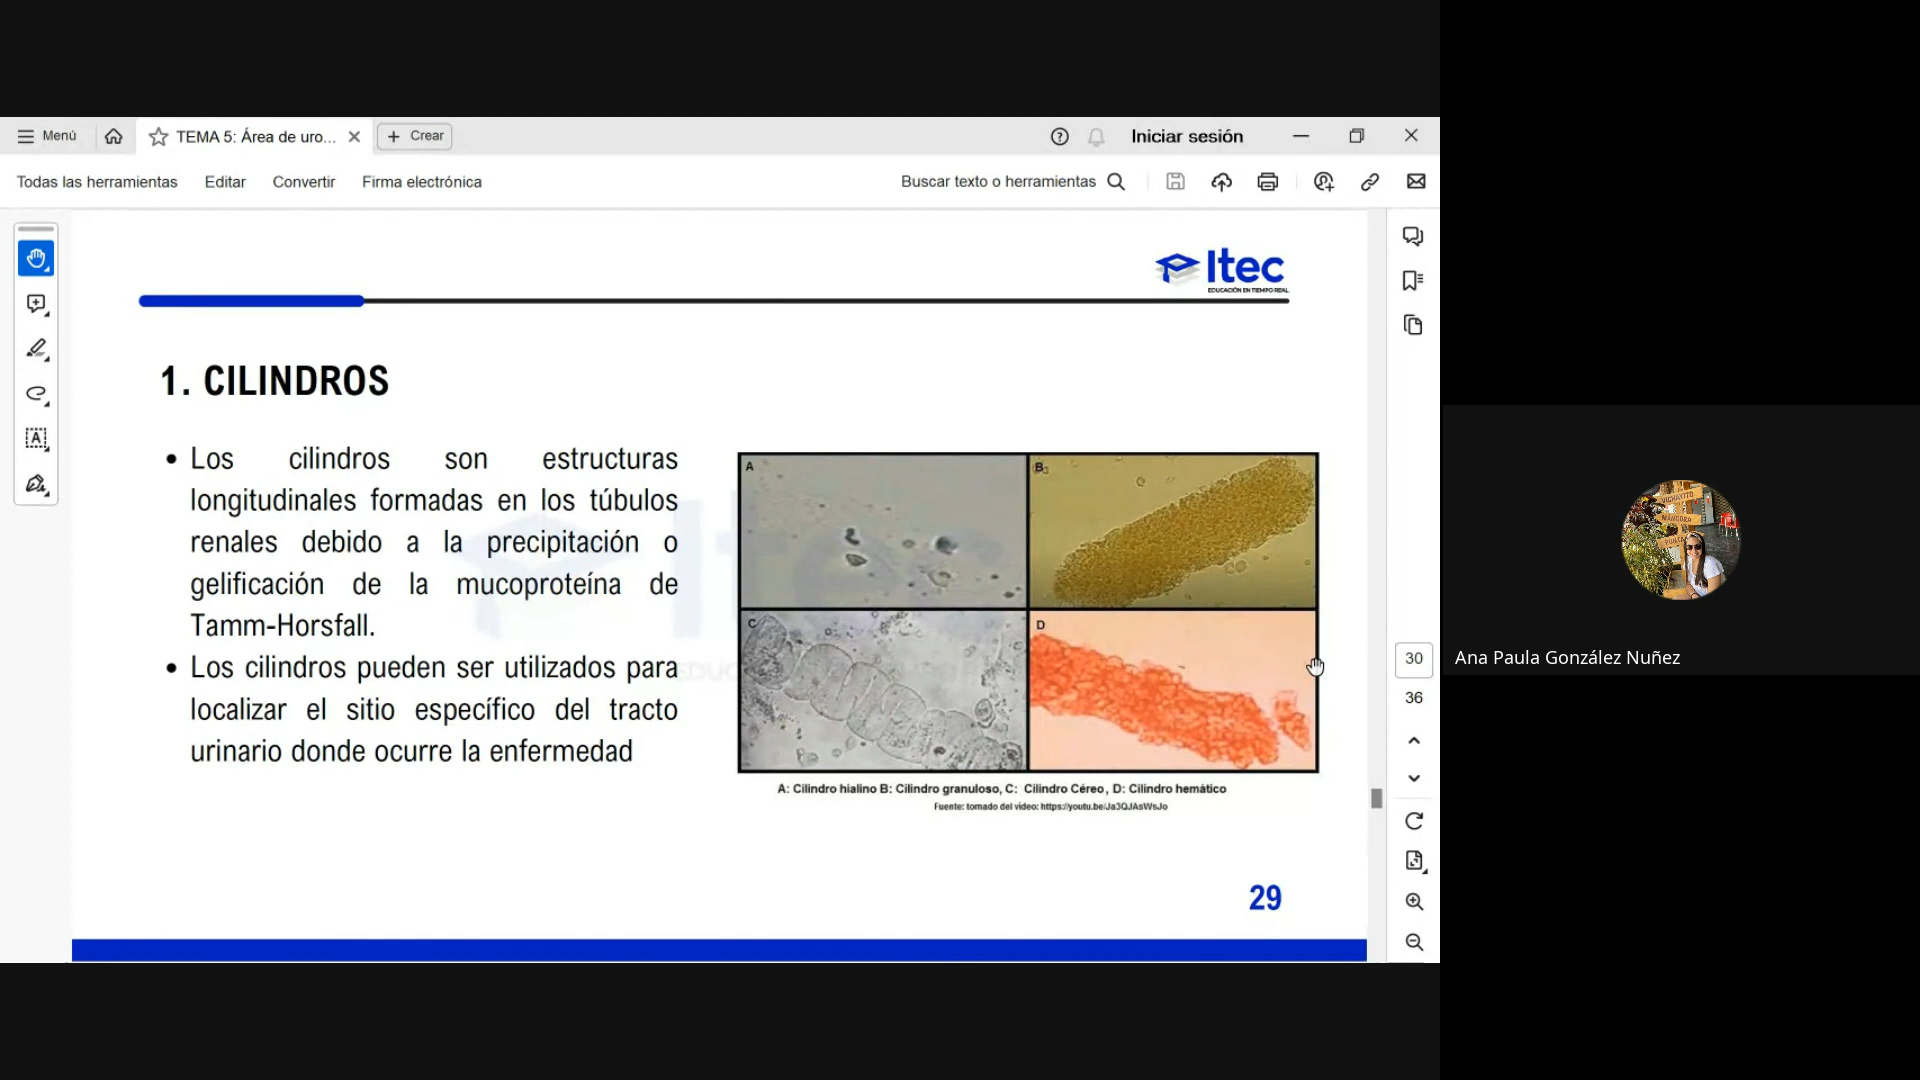 Menú
TEMA 5: Área de uro...
Crear
Iniciar sesión
Todas las herramientas
Editar
Convertir
Firma electrónica
Buscar texto o herramientas
Itec
EDUCACIÓN EN TIEMPO REAL
1. CILINDROS
• Los cilindros son estructuras
longitudinales formadas en los túbulos
renales debido a la precipitación o
gelificación de la mucoproteína de
Tamm-Horsfall.
• Los cilindros pueden ser utilizados para
localizar el sitio específico del tracto
urinario donde ocurre la enfermedad
A
B
C
D
A: Cilindro hialino B: Cilindro granuloso, C: Cilindro Céreo, D: Cilindro hemático
Fuente: tomado del video: https://youtu.be/Ja3QJAsWsJo
29
30
36
Ana Paula González Nuñez